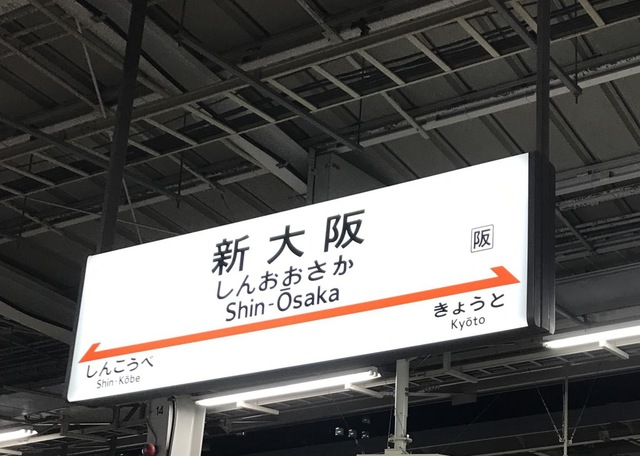 新大阪
阪
しんおおさか
Shin-Ōsaka
きょうと
Kyōto
しんこうべ
Shin-Kōbe
14